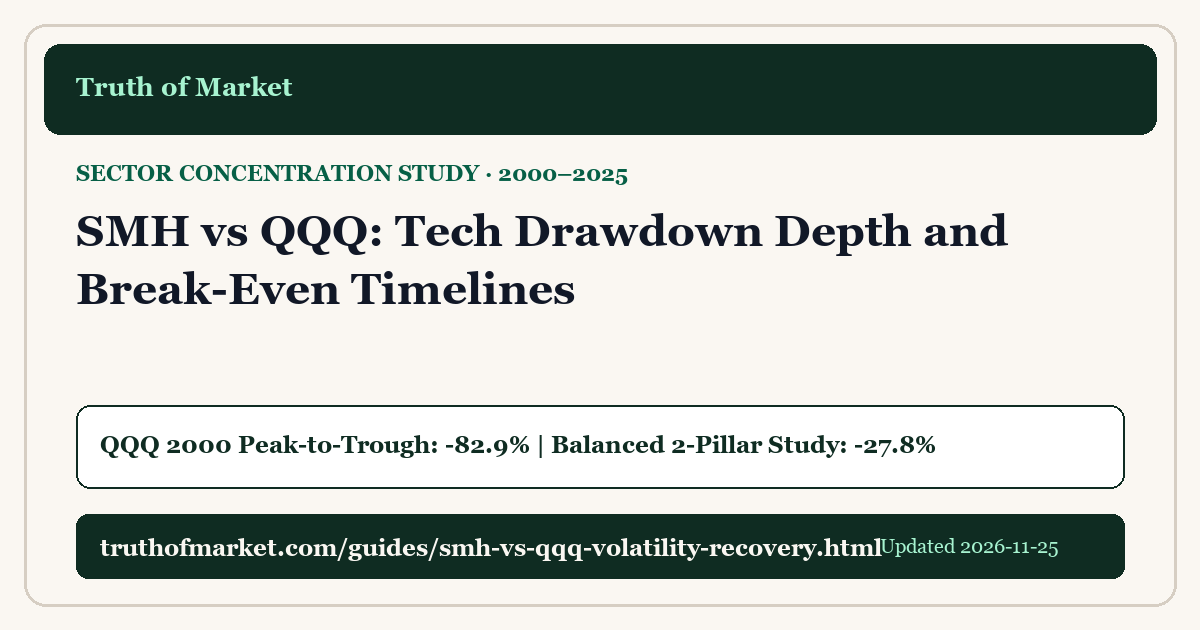 Truth of Market
SECTOR CONCENTRATION STUDY · 2000–2025
SMH vs QQQ: Tech Drawdown Depth and
Break-Even Timelines
QQQ 2000 Peak-to-Trough: -82.9% | Balanced 2-Pillar Study: -27.8%
truthofmarket.com/guides/smh-vs-qqq-volatility-recovery.html Updated 2026-11-25